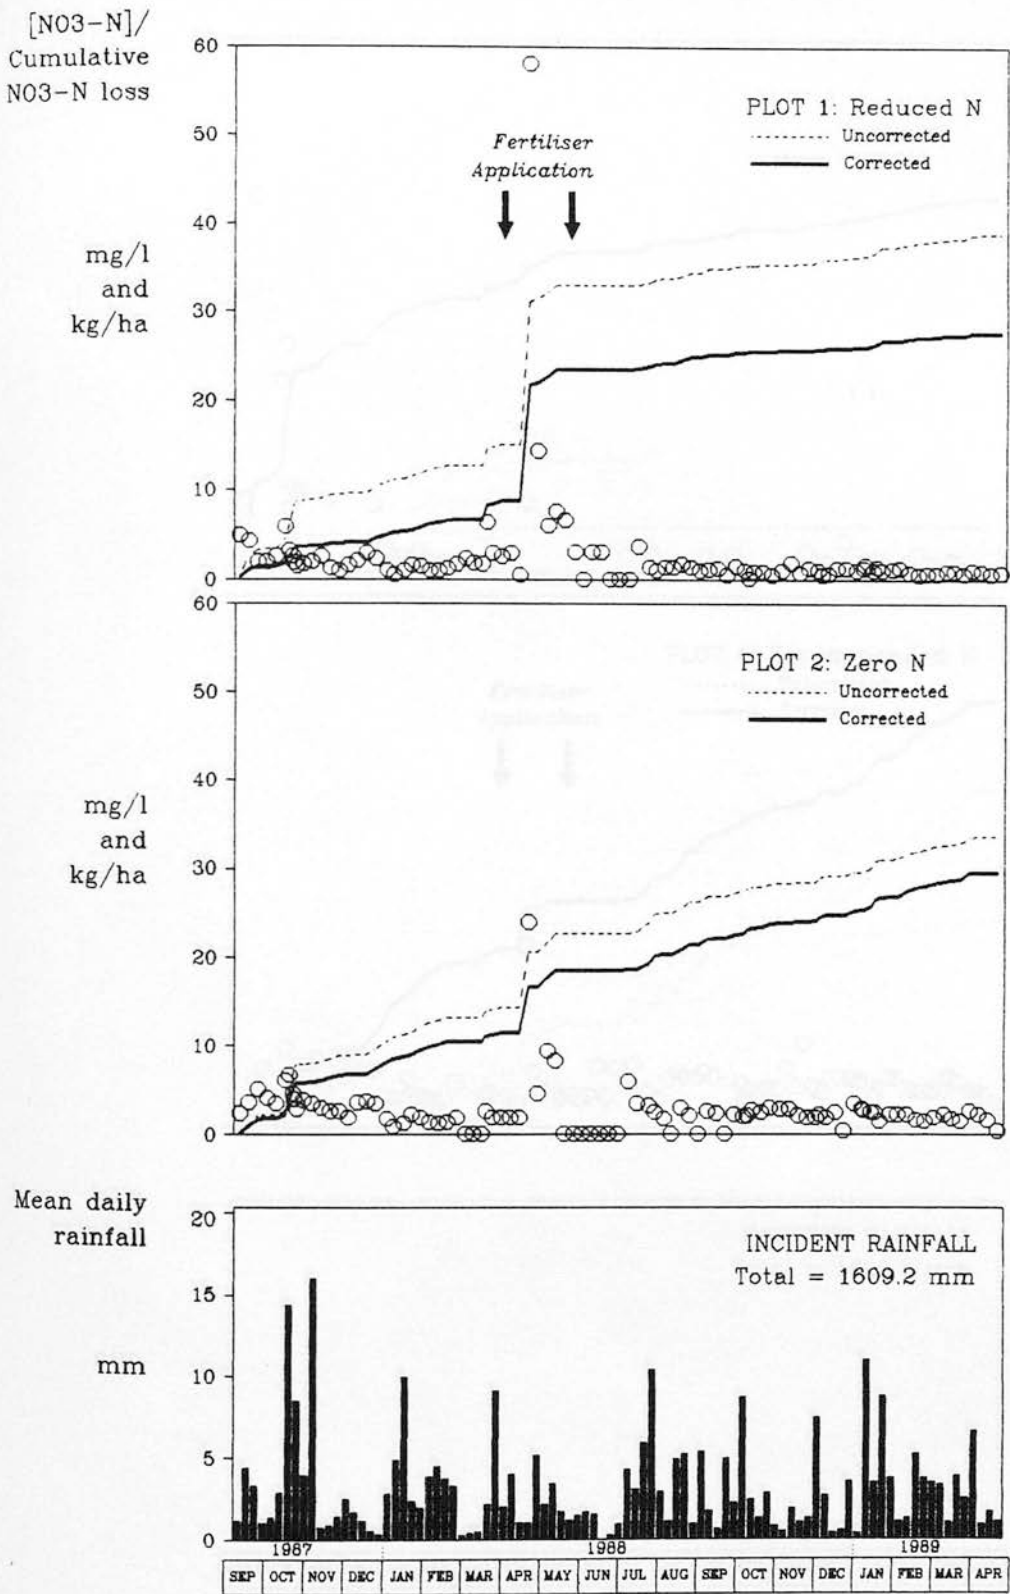 [NO3-N]/
Cumulative
NO3-N loss
60
50
40
30
20
10
0
mg/l
and
kg/ha
PLOT 1: Reduced N
Uncorrected
Corrected
Fertiliser
Application
60
50
40
30
20
10
0
mg/l
and
kg/ha
PLOT 2: Zero N
Uncorrected
Corrected
Mean daily
rainfall
mm
20
15
10
5
0
INCIDENT RAINFALL
Total = 1609.2 mm
1987 1988 1989
SEP OCT NOV DEC JAN FEB MAR APR MAY JUN JUL AUG SEP OCT NOV DEC JAN FEB MAR APR